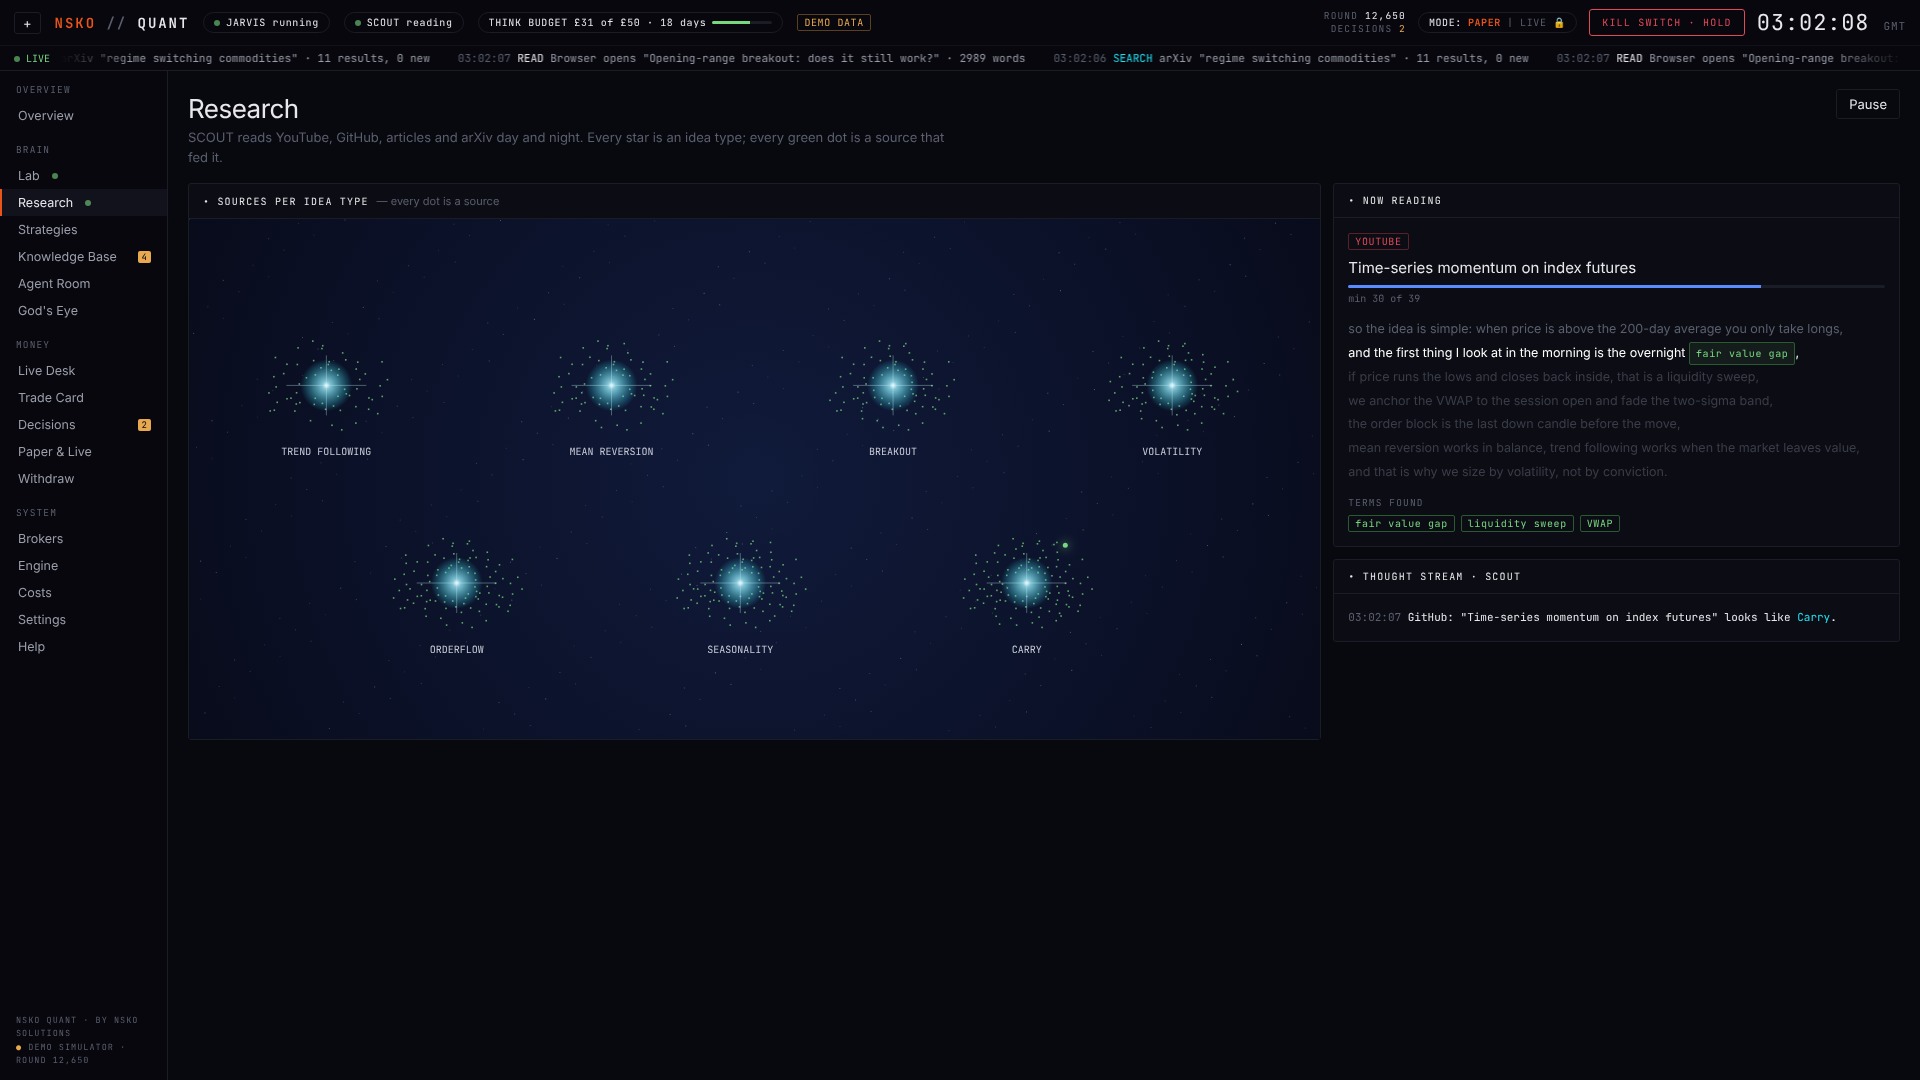 +
NSKO // QUANT
JARVIS running
SCOUT reading
THINK BUDGET £31 of £50 · 18 days
DEMO DATA
ROUND 12,650
DECISIONS 2
MODE: PAPER | LIVE
KILL SWITCH · HOLD
03:02:08 GMT
LIVE
"regime switching commodities" · 11 results, 0 new 03:02:07 READ Browser opens "Opening-range breakout: does it still work?" · 2989 words 03:02:06 SEARCH arXiv "regime switching commodities" · 11 results, 0 new 03:02:07 READ Browser opens "Opening-range breakout:
OVERVIEW
Overview
BRAIN
Lab
Research
Strategies
Knowledge Base 4
Agent Room
God's Eye
MONEY
Live Desk
Trade Card
Decisions 2
Paper & Live
Withdraw
SYSTEM
Brokers
Engine
Costs
Settings
Help
NSKO QUANT · BY NSKO
SOLUTIONS
DEMO SIMULATOR ·
ROUND 12,650
Research
Pause
SCOUT reads YouTube, GitHub, articles and arXiv day and night. Every star is an idea type; every green dot is a source that
fed it.
• SOURCES PER IDEA TYPE — every dot is a source
TREND FOLLOWING
MEAN REVERSION
BREAKOUT
VOLATILITY
ORDERFLOW
SEASONALITY
CARRY
• NOW READING
YOUTUBE
Time-series momentum on index futures
min 30 of 39
so the idea is simple: when price is above the 200-day average you only take longs,
and the first thing I look at in the morning is the overnight fair value gap,
if price runs the lows and closes back inside, that is a liquidity sweep,
we anchor the VWAP to the session open and fade the two-sigma band,
the order block is the last down candle before the move,
mean reversion works in balance, trend following works when the market leaves value,
and that is why we size by volatility, not by conviction.
TERMS FOUND
fair value gap
liquidity sweep
VWAP
• THOUGHT STREAM · SCOUT
03:02:07 GitHub: "Time-series momentum on index futures" looks like Carry.